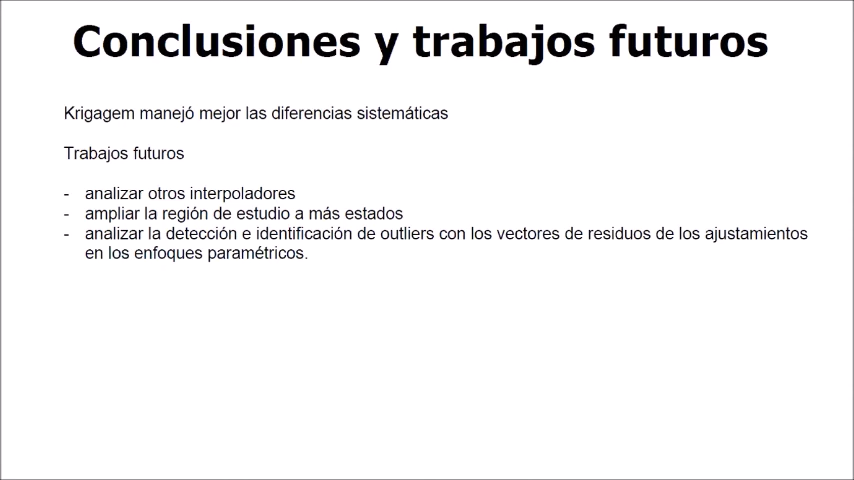 Conclusiones y trabajos futuros
Krigagem manejó mejor las diferencias sistemáticas
Trabajos futuros
- analizar otros interpoladores
- ampliar la región de estudio a más estados
- analizar la detección e identificación de outliers con los vectores de residuos de los ajustamientos
en los enfoques paramétricos.